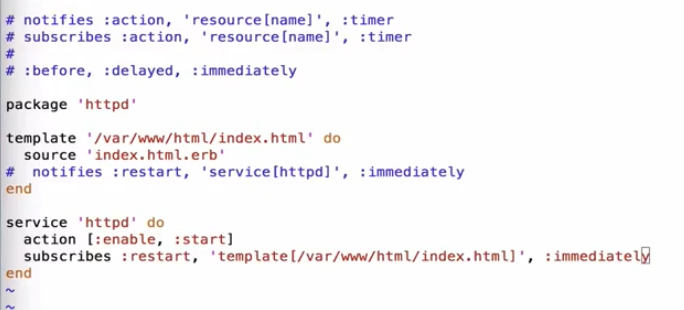 # notifies :action, 'resource[name]', :timer
# subscribes :action, 'resource[name]', :timer
#
# :before, :delayed, :immediately
package 'httpd'
template '/var/www/html/index.html' do
  source 'index.html.erb'
#  notifies :restart, 'service[httpd]', :immediately
end
service 'httpd' do
  action [:enable, :start]
  subscribes :restart, 'template[/var/www/html/index.html]', :immediately
end
~
~